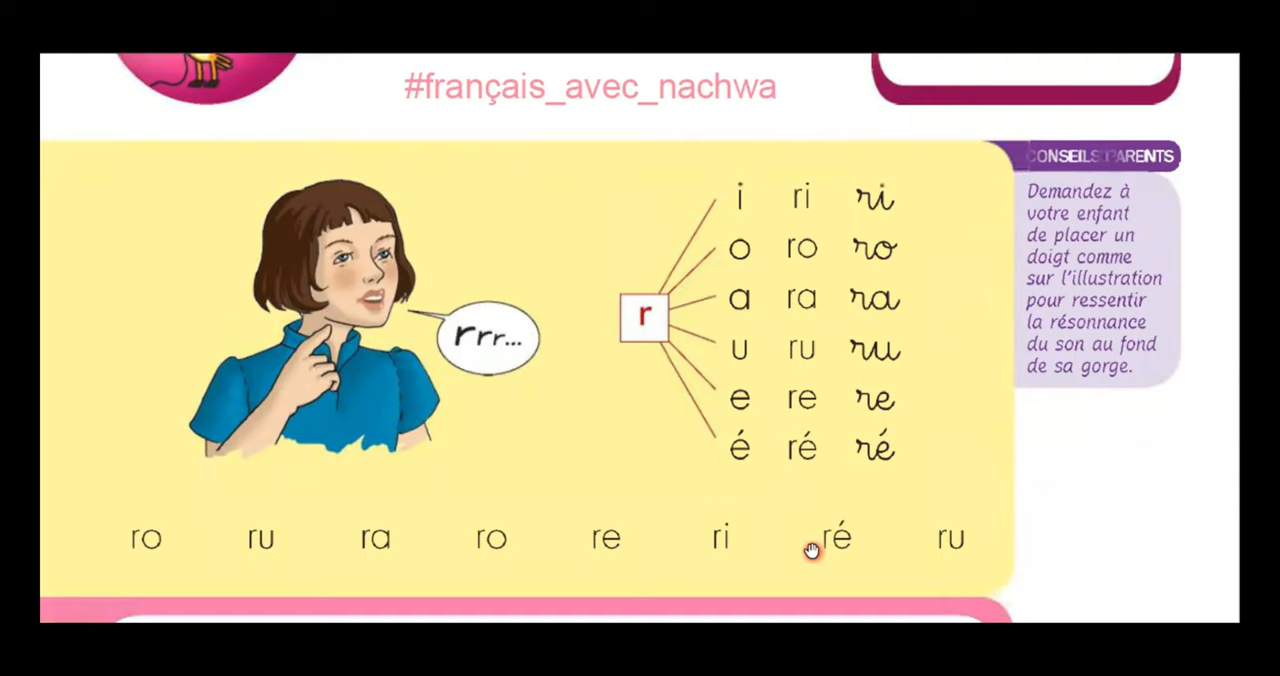 #français_avec_nachwa
CONSEILS PARENTS
Demandez à
votre enfant
de placer un
doigt comme
sur l'illustration
pour ressentir
la résonnance
du son au fond
de sa gorge.
rrr...
r
i ri ri
o ro ro
a ra ra
u ru ru
e re re
é ré ré
ro ru ra ro re ri ré ru